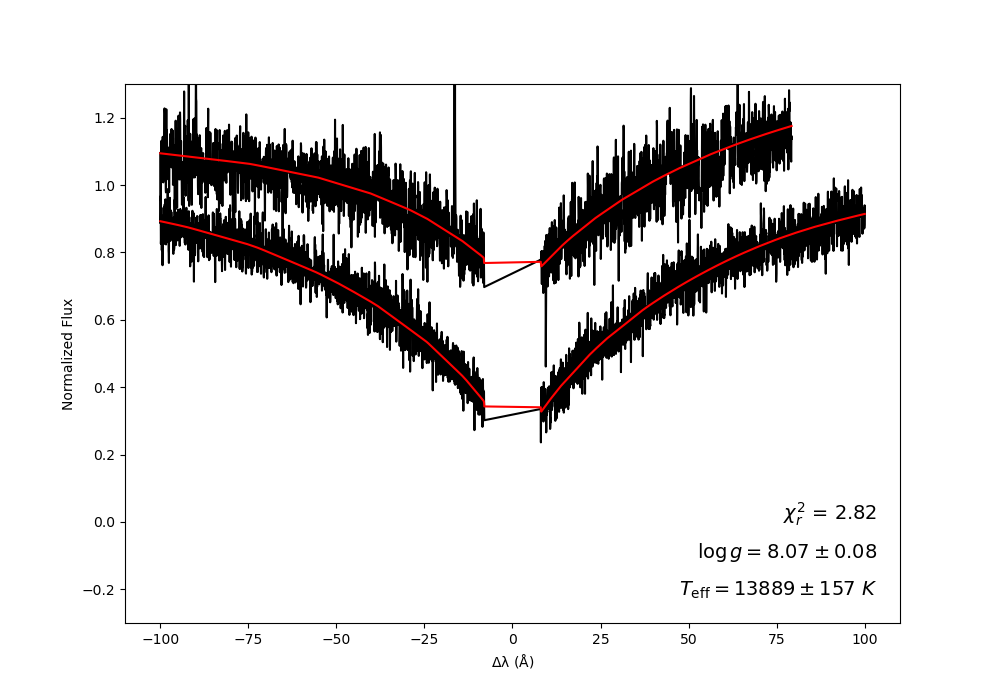 1.2
1.0
0.8
0.6
0.4
0.2
0.0
−0.2
Normalized Flux
χ²ᵣ = 2.82
log g = 8.07 ± 0.08
T_eff = 13889 ± 157 K
−100 −75 −50 −25 0 25 50 75 100
Δλ (Å)